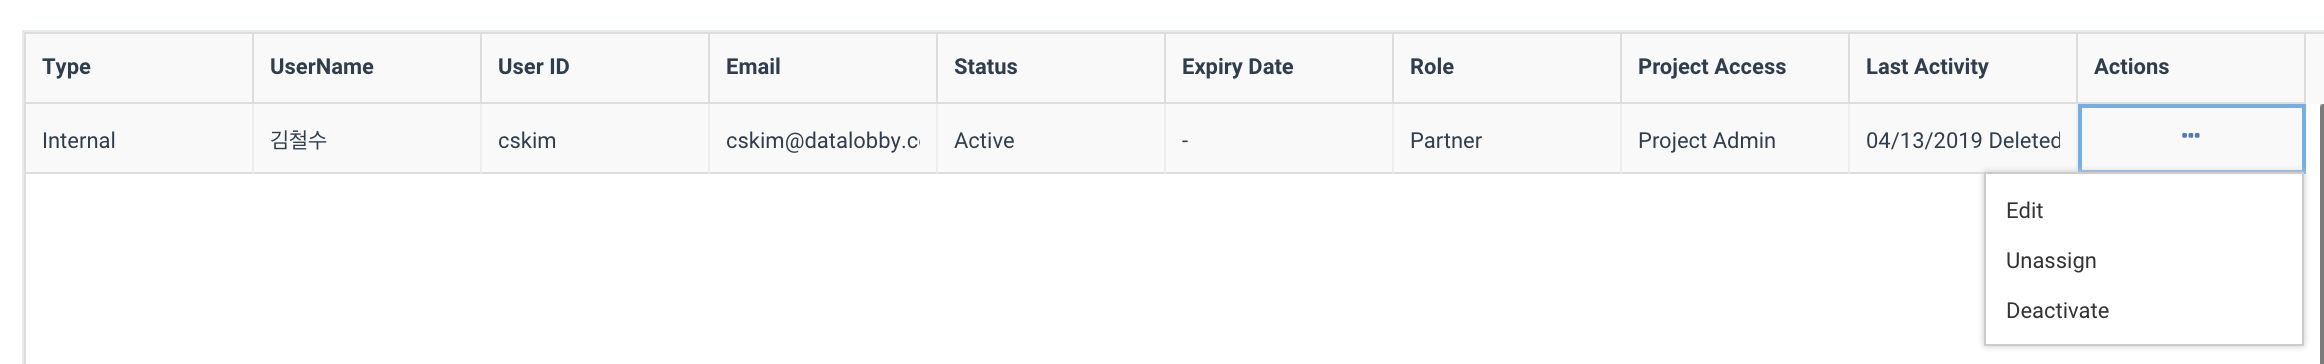 Type UserName User ID Email Status Expiry Date Role Project Access Last Activity Actions
Internal 김철수 cskim cskim@datalobby.c Active - Partner Project Admin 04/13/2019 Deleted ...
Edit
Unassign
Deactivate